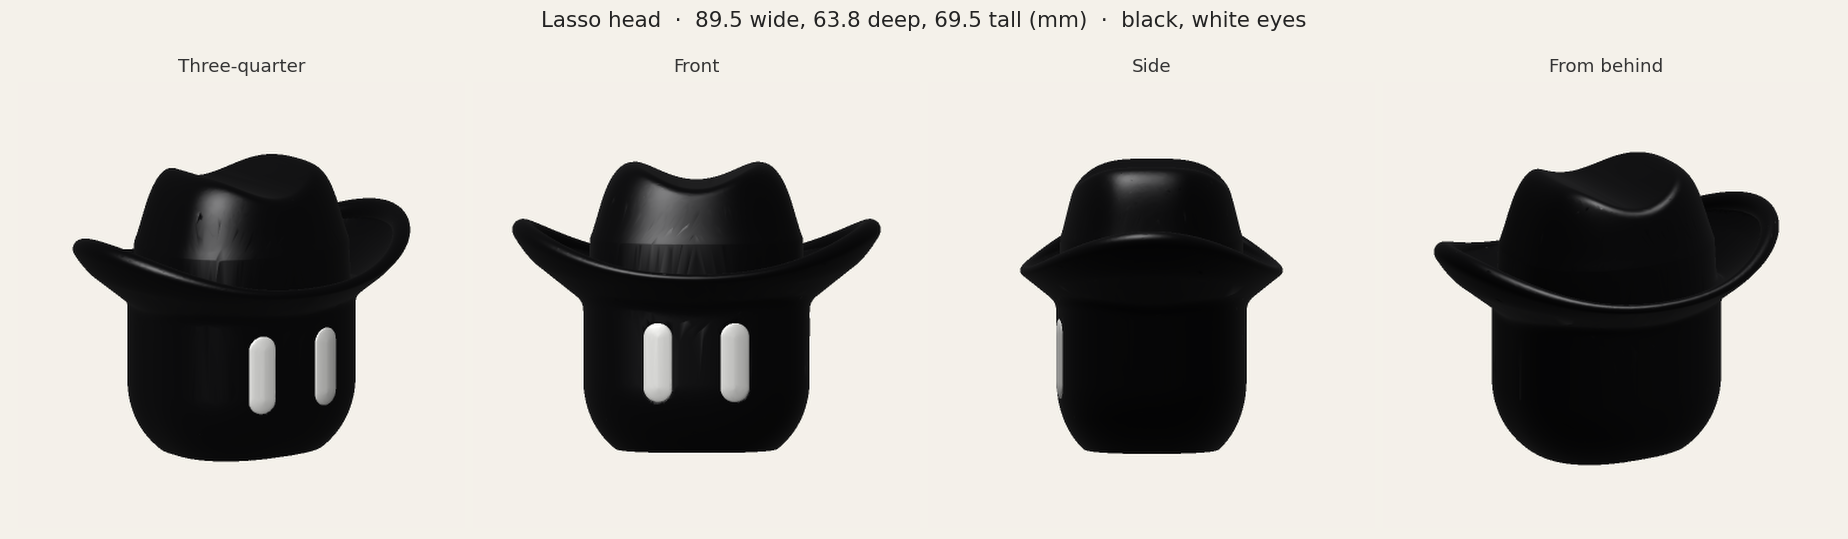 Lasso head · 89.5 wide, 63.8 deep, 69.5 tall (mm) · black, white eyes
Three-quarter
Front
Side
From behind